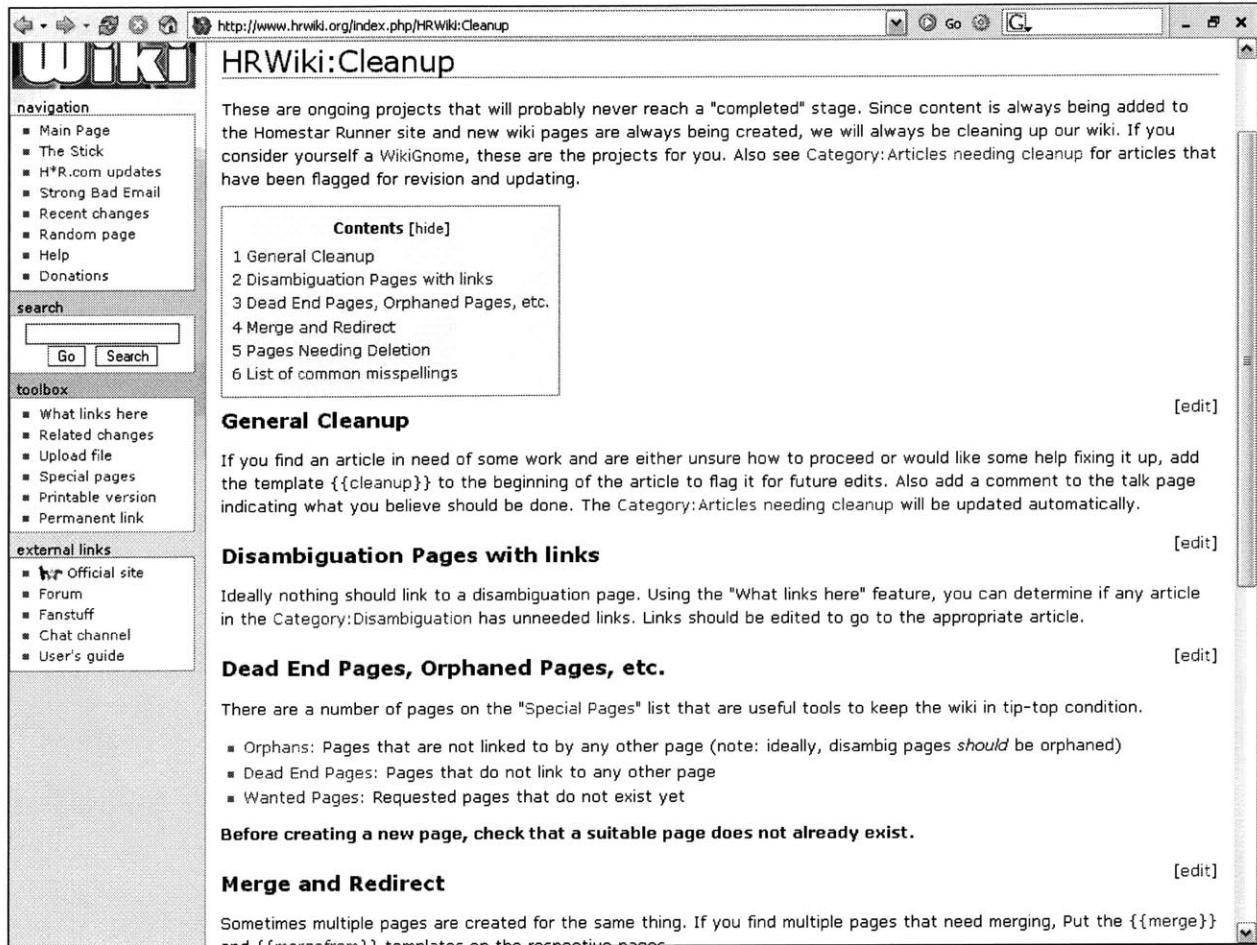 http://www.hrwiki.org/index.php/HRWiki:Cleanup
Go
G
Wiki
navigation
Main Page
The Stick
H*R.com updates
Strong Bad Email
Recent changes
Random page
Help
Donations
search
Go Search
toolbox
What links here
Related changes
Upload file
Special pages
Printable version
Permanent link
external links
Official site
Forum
Fanstuff
Chat channel
User's guide
HRWiki:Cleanup
These are ongoing projects that will probably never reach a "completed" stage. Since content is always being added to
the Homestar Runner site and new wiki pages are always being created, we will always be cleaning up our wiki. If you
consider yourself a WikiGnome, these are the projects for you. Also see Category:Articles needing cleanup for articles that
have been flagged for revision and updating.
Contents [hide]
1 General Cleanup
2 Disambiguation Pages with links
3 Dead End Pages, Orphaned Pages, etc.
4 Merge and Redirect
5 Pages Needing Deletion
6 List of common misspellings
[edit]
General Cleanup
If you find an article in need of some work and are either unsure how to proceed or would like some help fixing it up, add
the template {{cleanup}} to the beginning of the article to flag it for future edits. Also add a comment to the talk page
indicating what you believe should be done. The Category:Articles needing cleanup will be updated automatically.
[edit]
Disambiguation Pages with links
Ideally nothing should link to a disambiguation page. Using the "What links here" feature, you can determine if any article
in the Category:Disambiguation has unneeded links. Links should be edited to go to the appropriate article.
[edit]
Dead End Pages, Orphaned Pages, etc.
There are a number of pages on the "Special Pages" list that are useful tools to keep the wiki in tip-top condition.
Orphans: Pages that are not linked to by any other page (note: ideally, disambig pages should be orphaned)
Dead End Pages: Pages that do not link to any other page
Wanted Pages: Requested pages that do not exist yet
Before creating a new page, check that a suitable page does not already exist.
[edit]
Merge and Redirect
Sometimes multiple pages are created for the same thing. If you find multiple pages that need merging, Put the {{merge}}
and {{mergefrom}} templates on the respective pages.